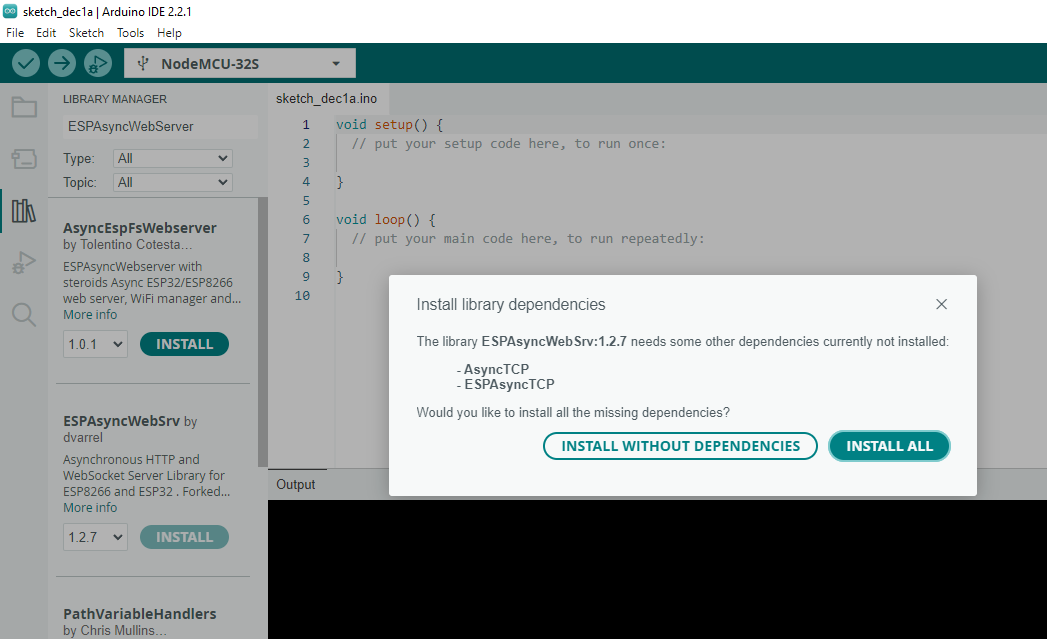 sketch_dec1a | Arduino IDE 2.2.1
File Edit Sketch Tools Help
NodeMCU-32S
LIBRARY MANAGER
ESPAsyncWebServer
Type: All
Topic: All
AsyncEspFsWebserver
by Tolentino Cotesta...
ESPAsyncWebserver with
steroids Async ESP32/ESP8266
web server, WiFi manager and...
More info
1.0.1 INSTALL
ESPAsyncWebSrv by
dvarrel
Asynchronous HTTP and
WebSocket Server Library for
ESP8266 and ESP32 . Forked...
More info
1.2.7 INSTALL
PathVariableHandlers
by Chris Mullins...
sketch_dec1a.ino
1 void setup() {
2 // put your setup code here, to run once:
3
4 }
5
6 void loop() {
7 // put your main code here, to run repeatedly:
8
9 }
10
Install library dependencies
The library ESPAsyncWebSrv:1.2.7 needs some other dependencies currently not installed:
- AsyncTCP
- ESPAsyncTCP
Would you like to install all the missing dependencies?
INSTALL WITHOUT DEPENDENCIES INSTALL ALL
Output